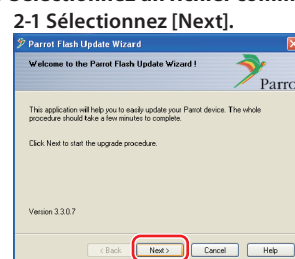 2-1 Sélectionnez [Next].
Parrot Flash Update Wizard
Welcome to the Parrot Flash Update Wizard !
Parro
This application will help you to easily update your Parrot device. The whole
procedure should take a few minutes to complete.
Click Next to start the upgrade procedure.
Version 3.3.0.7
< Back
Next >
Cancel
Help